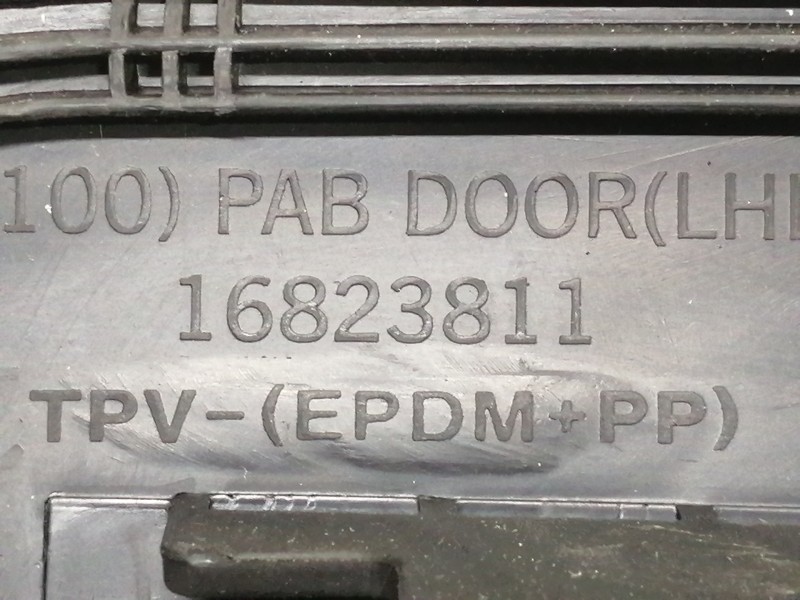 100) PAB DOOR(LH
16823811
TPV-(EPDM+PP)